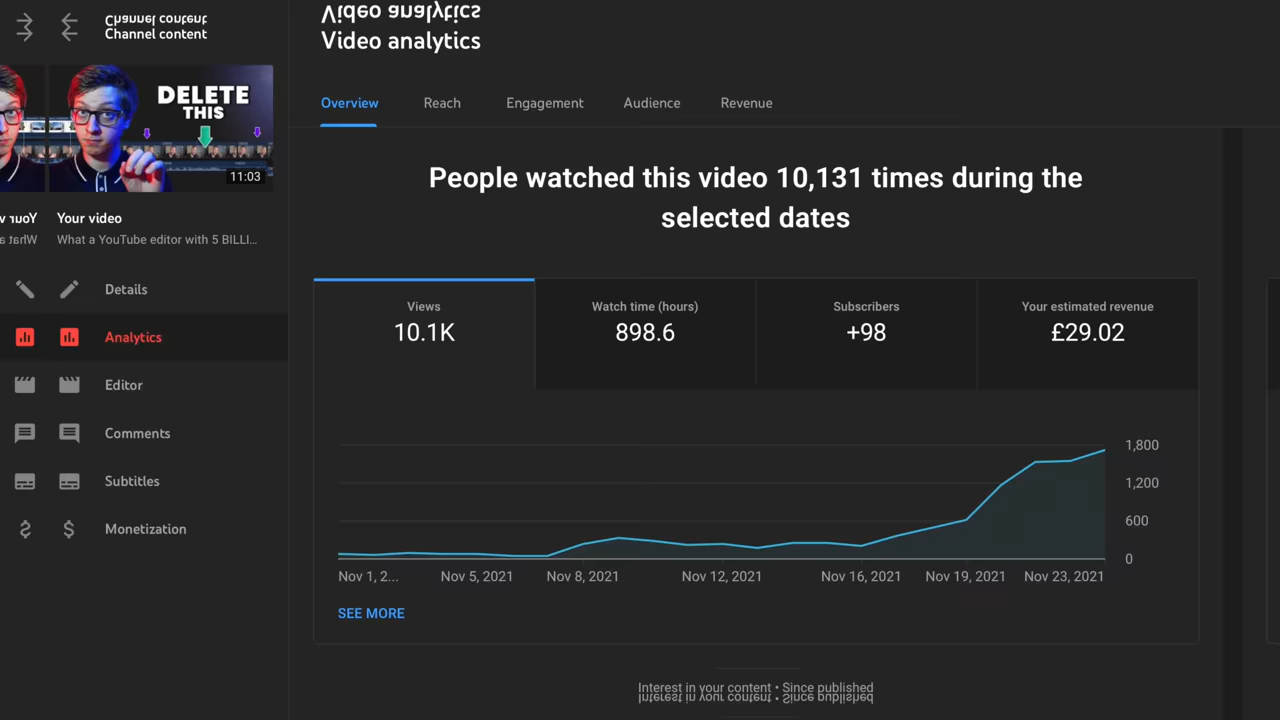 Channel content
Channel content
Video analytics
Video analytics
Overview
Reach
Engagement
Audience
Revenue
DELETE
THIS
11:03
Your video
What a YouTube editor with 5 BILLI...
Details
Analytics
Editor
Comments
Subtitles
Monetization
People watched this video 10,131 times during the
selected dates
Views
10.1K
Watch time (hours)
898.6
Subscribers
+98
Your estimated revenue
£29.02
1,800
1,200
600
0
Nov 1, 2...
Nov 5, 2021
Nov 8, 2021
Nov 12, 2021
Nov 16, 2021
Nov 19, 2021
Nov 23, 2021
SEE MORE
Interest in your content • Since published
Interest in your content • Since published